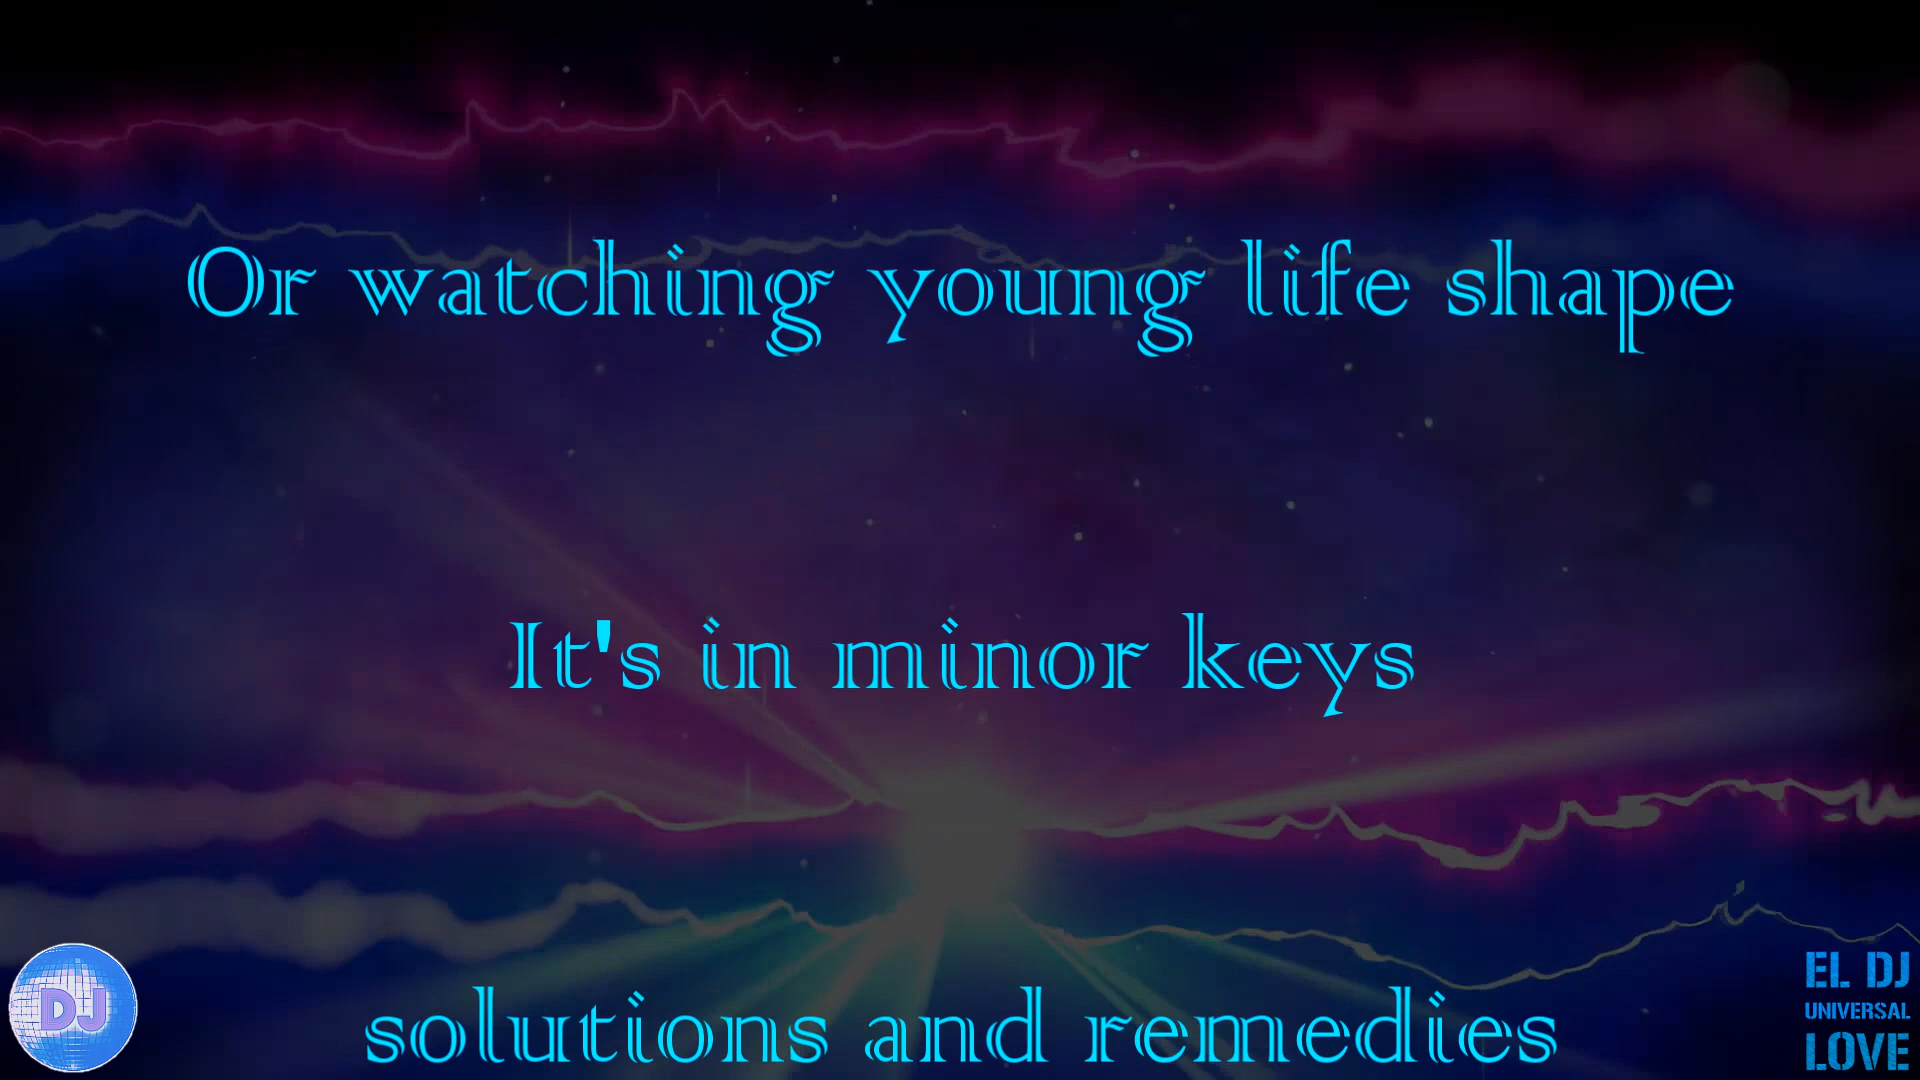 Or watching young life shape
It's in minor keys
solutions and remedies
DJ
EL DJ
UNIVERSAL
LOVE